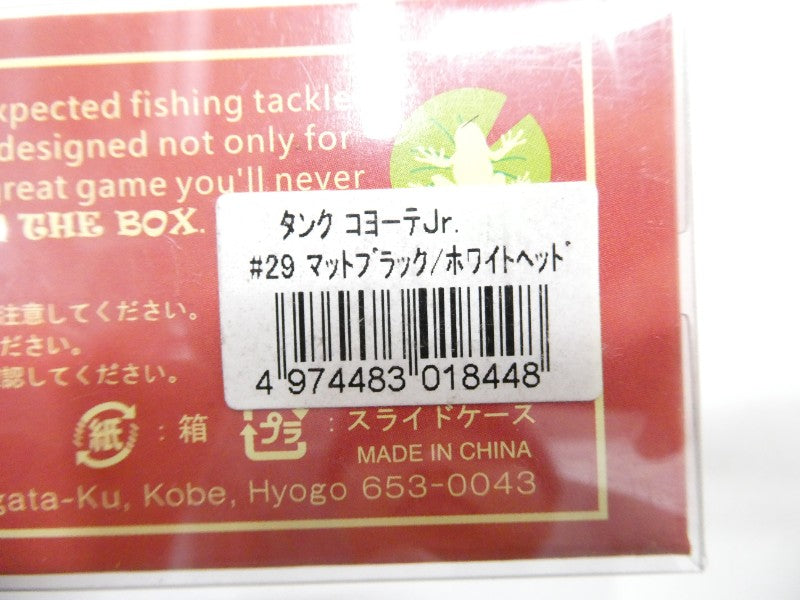 expected fishing tackle
designed not only for
great game you'll never
THE BOX.
タンク コヨーテJr.
#29 マットブラック/ホワイトヘッド
4 974483 018448
注意してください。
ださい。
認してください。
紙 : 箱 プラ : スライドケース
MADE IN CHINA
gata-Ku, Kobe, Hyogo 653-0043